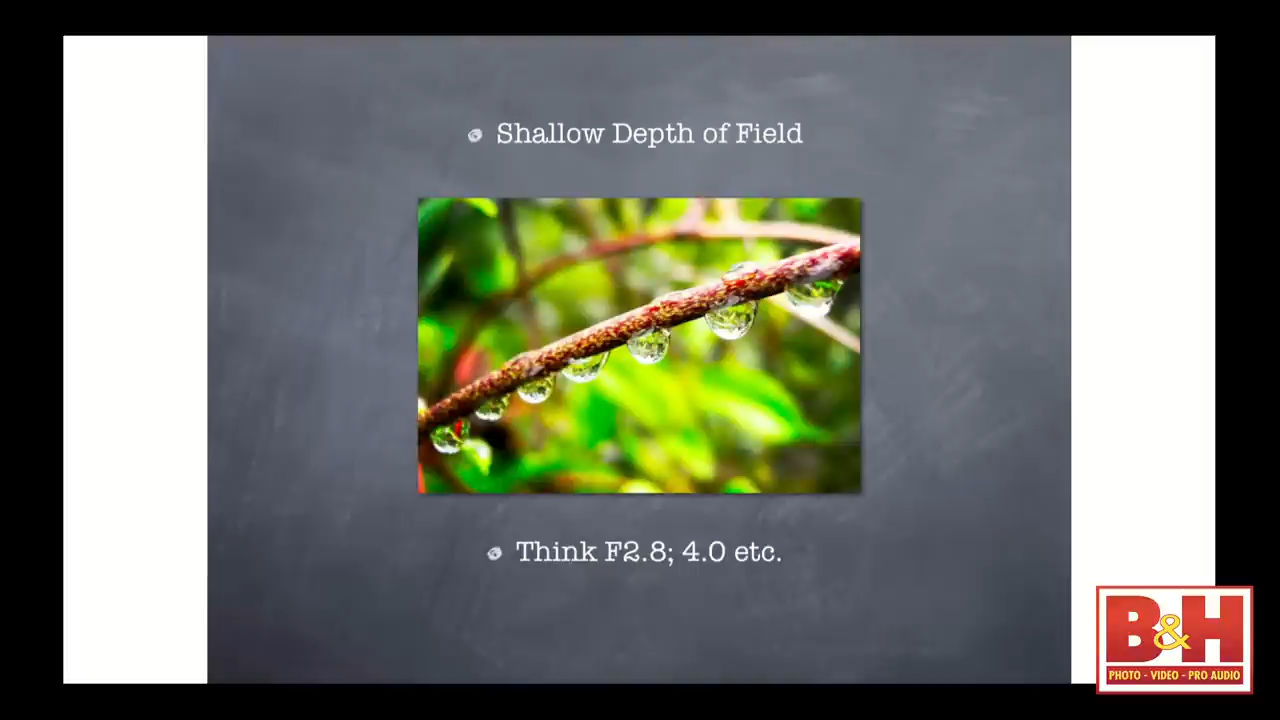 Shallow Depth of Field
Think F2.8; 4.0 etc.
B&H
PHOTO - VIDEO - PRO AUDIO